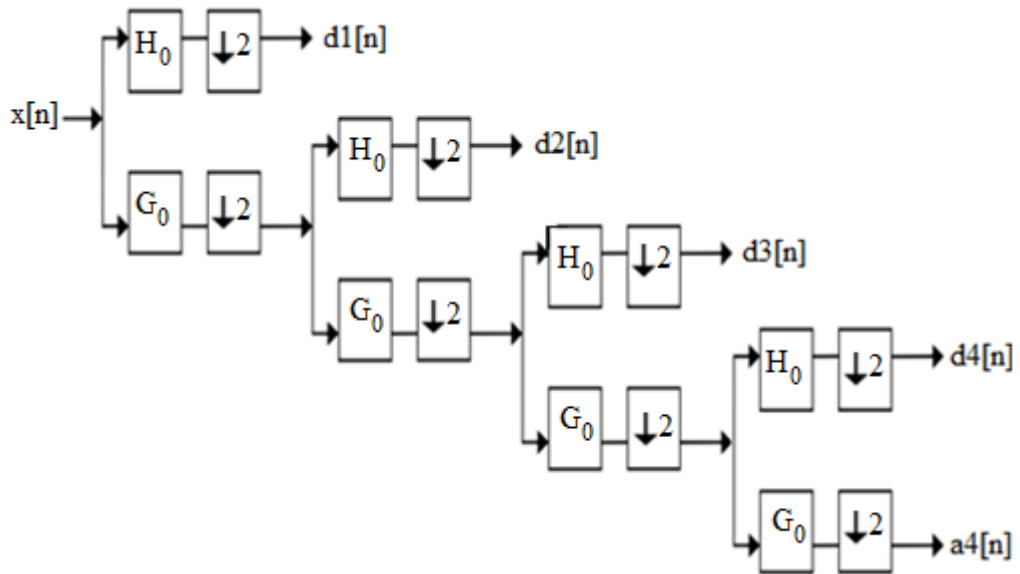 H0 ↓2 d1[n]
x[n]
H0 ↓2 d2[n]
G0 ↓2
H0 ↓2 d3[n]
G0 ↓2
H0 ↓2 d4[n]
G0 ↓2
G0 ↓2 a4[n]